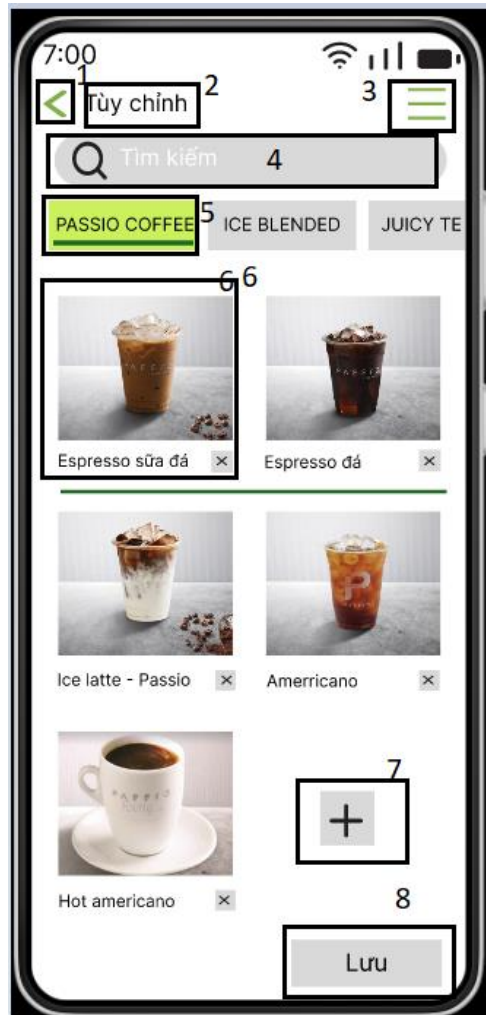 7:00
1
Tùy chỉnh
2
3
Tìm kiếm
4
PASSIO COFFEE
5
ICE BLENDED
JUICY TE
6
6
Espresso sữa đá ×
Espresso đá ×
Ice latte - Passio ×
Amerricano ×
Hot americano ×
7
+
8
Lưu